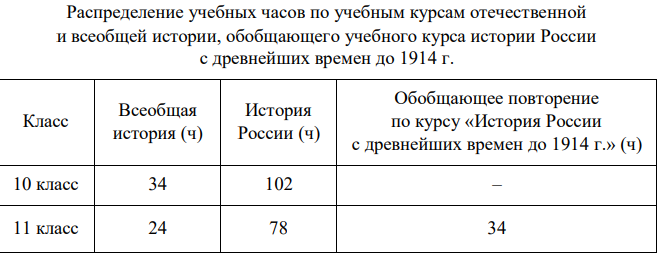 Распределение учебных часов по учебным курсам отечественной
и всеобщей истории, обобщающего учебного курса истории России
с древнейших времен до 1914 г.
Класс
Всеобщая
история (ч)
История
России (ч)
Обобщающее повторение
по курсу «История России
с древнейших времен до 1914 г.» (ч)
10 класс 34 102 –
11 класс 24 78 34